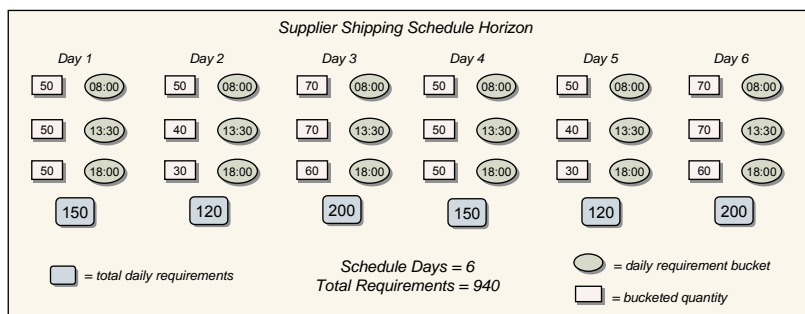 Supplier Shipping Schedule Horizon
Day 1 Day 2 Day 3 Day 4 Day 5 Day 6
50 08:00 50 08:00 70 08:00 50 08:00 50 08:00 70 08:00
50 13:30 40 13:30 70 13:30 50 13:30 40 13:30 70 13:30
50 18:00 30 18:00 60 18:00 50 18:00 30 18:00 60 18:00
150 120 200 150 120 200
= total daily requirements
Schedule Days = 6
Total Requirements = 940
= daily requirement bucket
= bucketed quantity